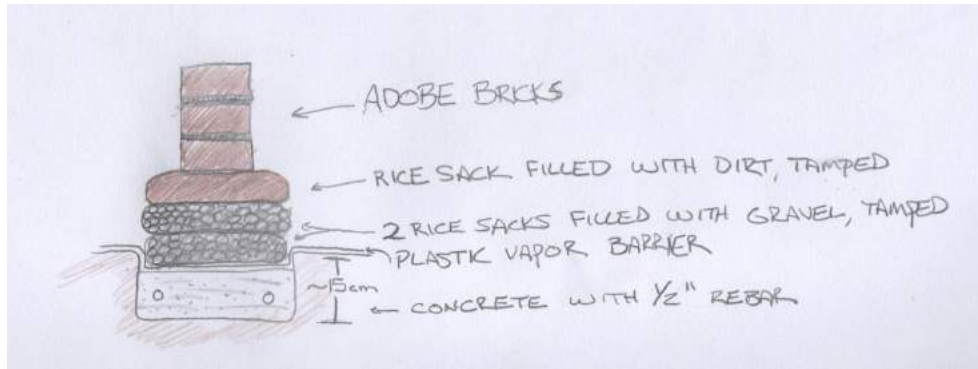 ADOBE BRICKS
RICE SACK FILLED WITH DIRT, TAMPED
2 RICE SACKS FILLED WITH GRAVEL, TAMPED
PLASTIC VAPOR BARRIER
~15cm
CONCRETE WITH 1/2" REBAR